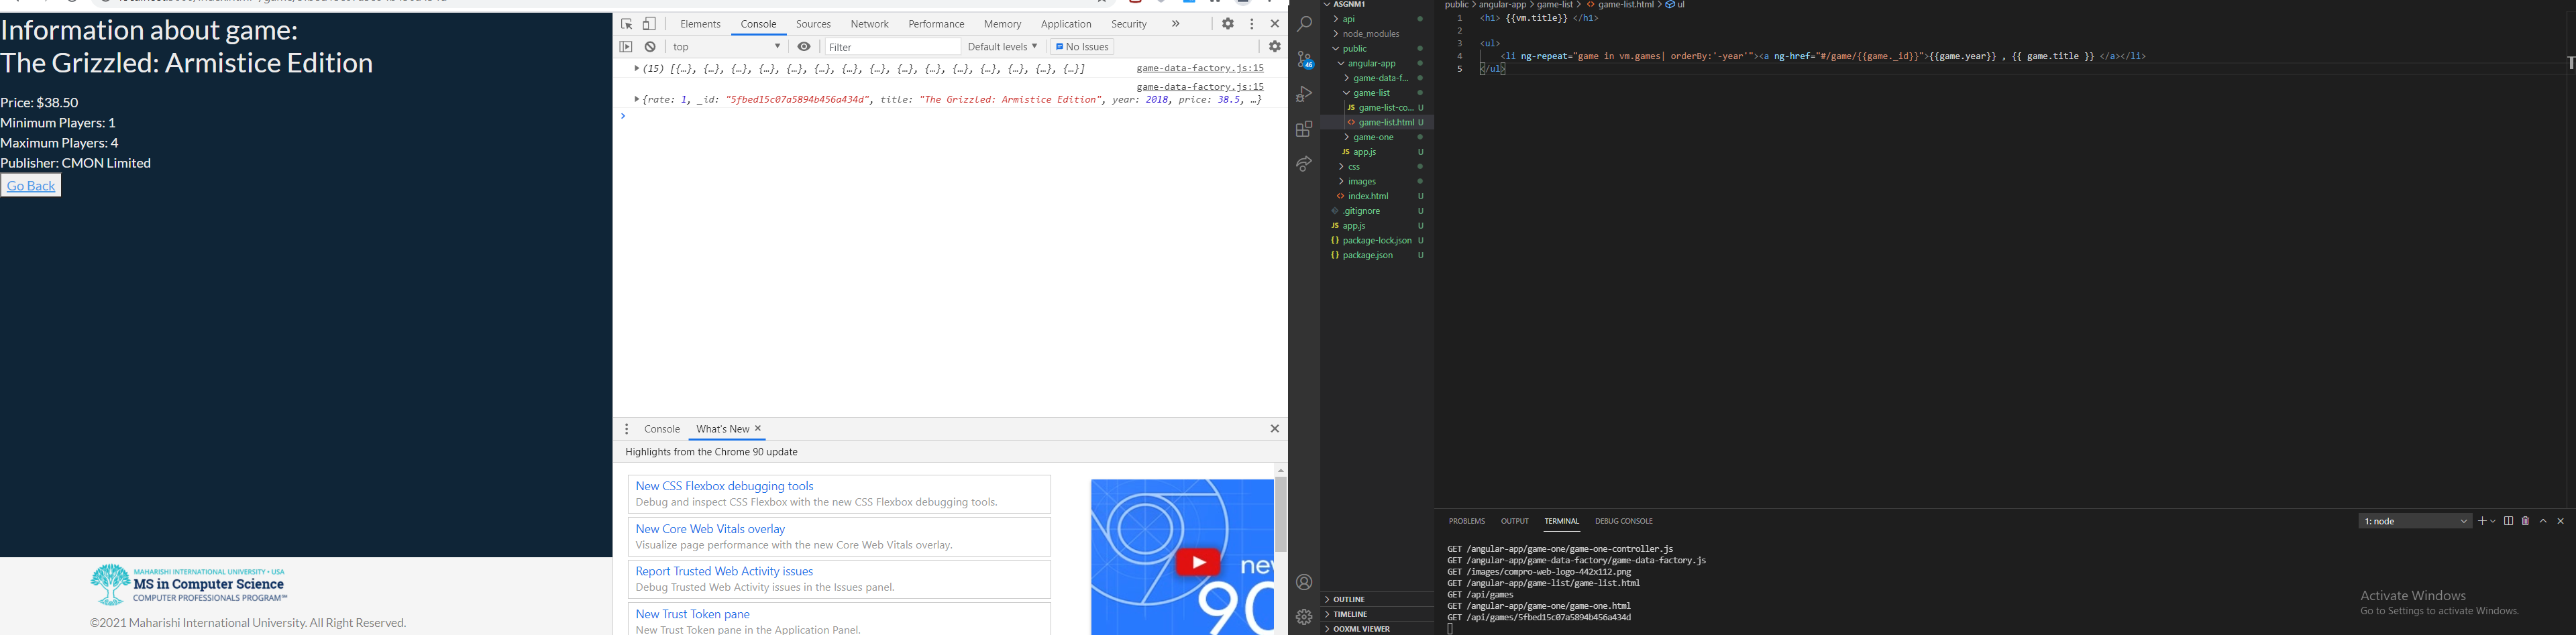 Information about game:
The Grizzled: Armistice Edition
Price: $38.50
Minimum Players: 1
Maximum Players: 4
Publisher: CMON Limited
Go Back
MAHARISHI INTERNATIONAL UNIVERSITY • USA
MS in Computer Science
COMPUTER PROFESSIONALS PROGRAM℠
©2021 Maharishi International University. All Right Reserved.
Elements Console Sources Network Performance Memory Application Security »
top Filter Default levels No Issues
(15) [{…}, {…}, {…}, {…}, {…}, {…}, {…}, {…}, {…}, {…}, {…}, {…}, {…}, {…}, {…}] game-data-factory.js:15
game-data-factory.js:15
{rate: 1, _id: "5fbed15c07a5894b456a434d", title: "The Grizzled: Armistice Edition", year: 2018, price: 38.5, …}
Console What's New
Highlights from the Chrome 90 update
New CSS Flexbox debugging tools
Debug and inspect CSS Flexbox with the new CSS Flexbox debugging tools.
New Core Web Vitals overlay
Visualize page performance with the new Core Web Vitals overlay.
Report Trusted Web Activity issues
Debug Trusted Web Activity issues in the Issues panel.
New Trust Token pane
New Trust Token pane in the Application Panel.
new
90
46
ASGNM1
api
node_modules
public
angular-app
game-data-f...
game-list
JS game-list-co... U
game-list.html U
game-one
JS app.js U
css
images
index.html U
.gitignore U
JS app.js U
{} package-lock.json U
{} package.json U
OUTLINE
TIMELINE
OOXML VIEWER
public > angular-app > game-list > game-list.html > ul
1 <h1> {{vm.title}} </h1>
2
3 <ul>
4 <li ng-repeat="game in vm.games| orderBy:'-year'"><a ng-href="#/game/{{game._id}}">{{game.year}} , {{ game.title }} </a></li>
5 </ul>
PROBLEMS OUTPUT TERMINAL DEBUG CONSOLE 1: node
GET /angular-app/game-one/game-one-controller.js
GET /angular-app/game-data-factory/game-data-factory.js
GET /images/compro-web-logo-442x112.png
GET /angular-app/game-list/game-list.html
GET /api/games
GET /angular-app/game-one/game-one.html
GET /api/games/5fbed15c07a5894b456a434d
Activate Windows
Go to Settings to activate Windows.